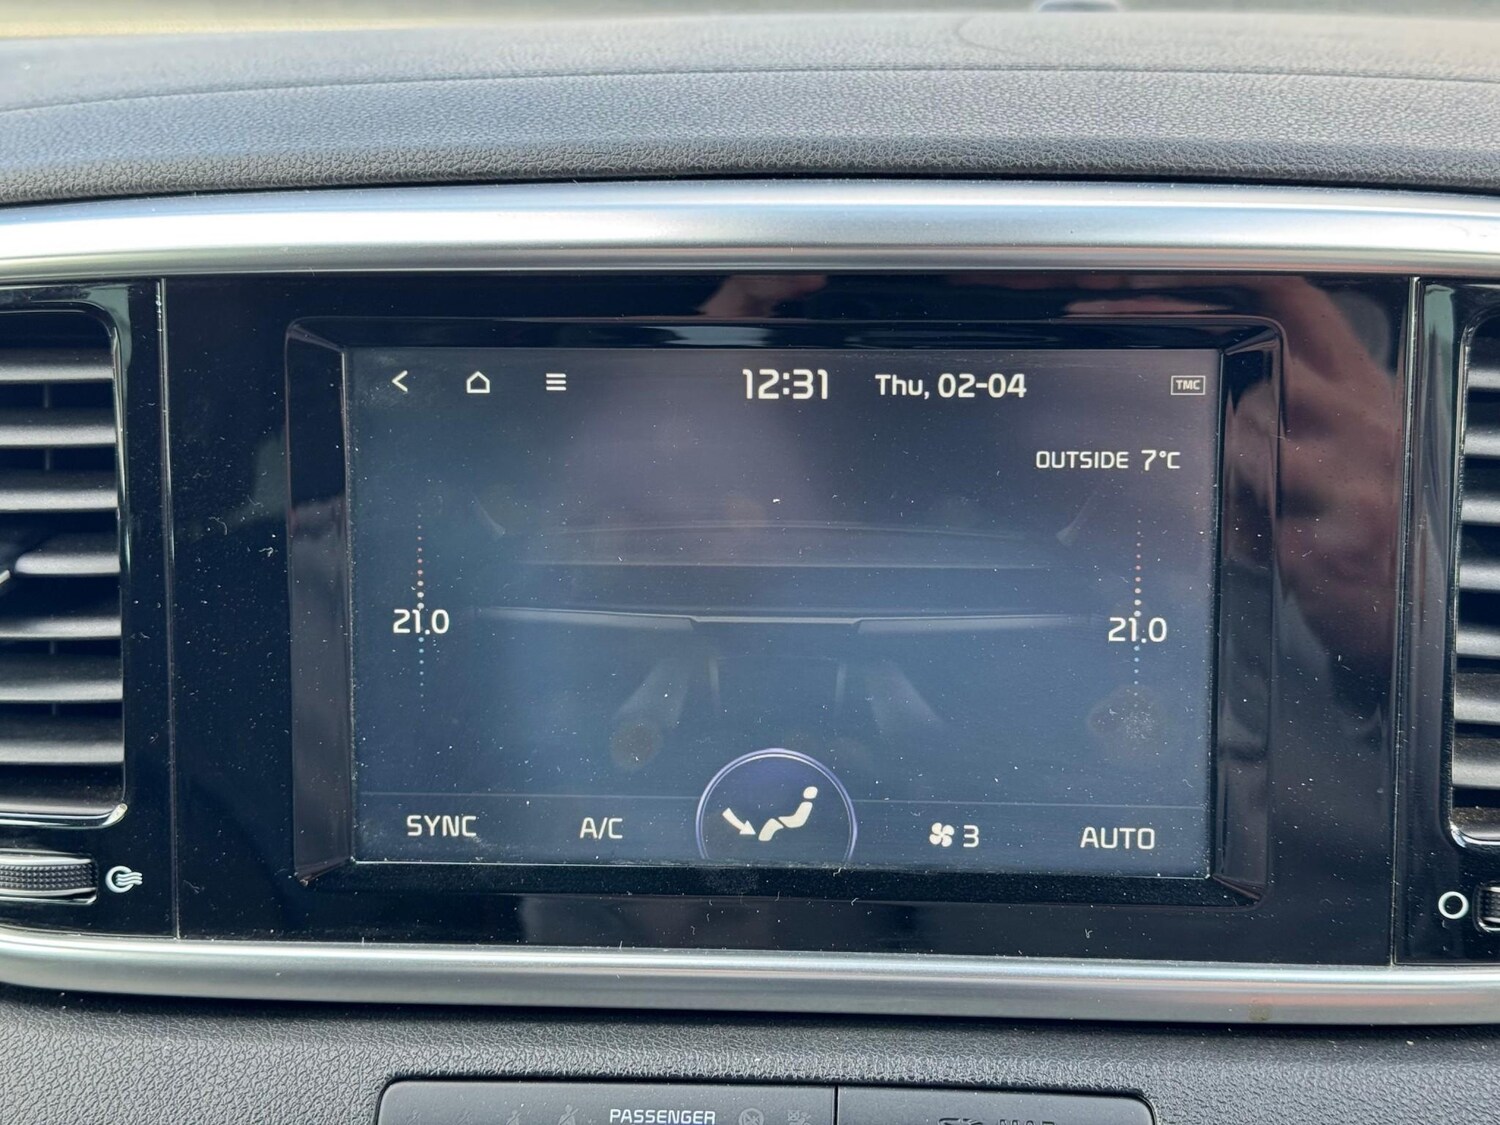 12:31 Thu, 02-04 TMC
OUTSIDE 7°C
21.0 21.0
SYNC A/C 3 AUTO
PASSENGER